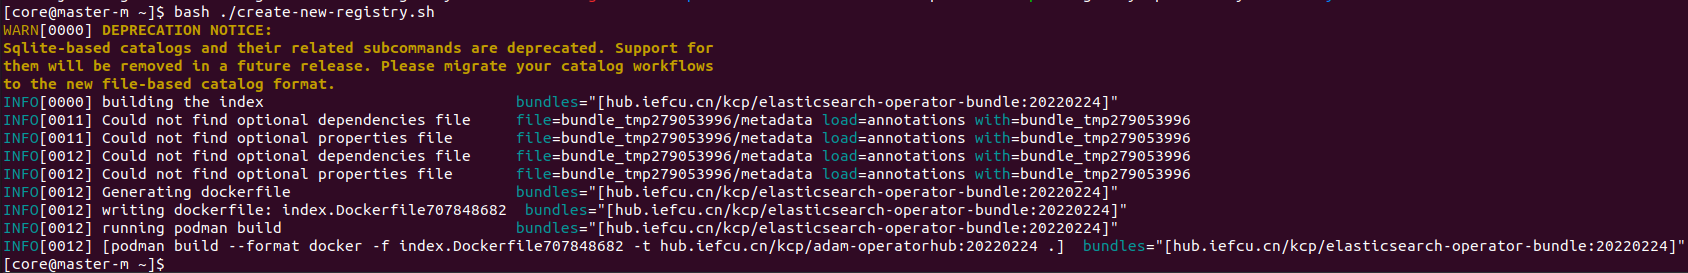 [core@master-m ~]$ bash ./create-new-registry.sh
WARN[0000] DEPRECATION NOTICE:
Sqlite-based catalogs and their related subcommands are deprecated. Support for
them will be removed in a future release. Please migrate your catalog workflows
to the new file-based catalog format.
INFO[0000] building the index bundles="[hub.iefcu.cn/kcp/elasticsearch-operator-bundle:20220224]"
INFO[0011] Could not find optional dependencies file file=bundle_tmp279053996/metadata load=annotations with=bundle_tmp279053996
INFO[0011] Could not find optional properties file file=bundle_tmp279053996/metadata load=annotations with=bundle_tmp279053996
INFO[0012] Could not find optional dependencies file file=bundle_tmp279053996/metadata load=annotations with=bundle_tmp279053996
INFO[0012] Could not find optional properties file file=bundle_tmp279053996/metadata load=annotations with=bundle_tmp279053996
INFO[0012] Generating dockerfile bundles="[hub.iefcu.cn/kcp/elasticsearch-operator-bundle:20220224]"
INFO[0012] writing dockerfile: index.Dockerfile707848682 bundles="[hub.iefcu.cn/kcp/elasticsearch-operator-bundle:20220224]"
INFO[0012] running podman build bundles="[hub.iefcu.cn/kcp/elasticsearch-operator-bundle:20220224]"
INFO[0012] [podman build --format docker -f index.Dockerfile707848682 -t hub.iefcu.cn/kcp/adam-operatorhub:20220224 .] bundles="[hub.iefcu.cn/kcp/elasticsearch-operator-bundle:20220224]"
[core@master-m ~]$